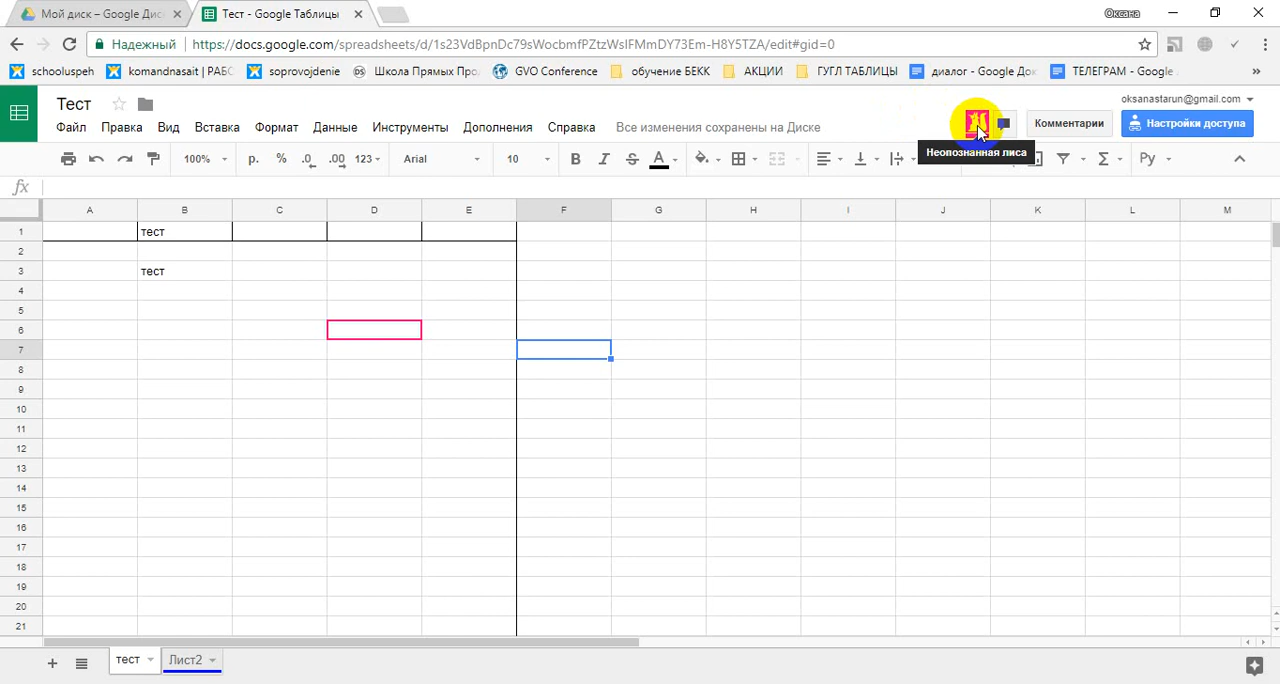 Мой диск – Google Дис
Тест - Google Таблицы
Оксана
Надежный
https://docs.google.com/spreadsheets/d/1s23VdBpnDc79sWocbmfPZtzWsIFMmDY73Em-H8Y5TZA/edit#gid=0
schooluspeh
komandnasait | РАБС
soprovojdenie
DS Школа Прямых Про
GVO Conference
обучение БЕКК
АКЦИИ
ГУГЛ ТАБЛИЦЫ
диалог - Google До
ТЕЛЕГРАМ - Google
»
Тест
oksanastarun@gmail.com
Файл Правка Вид Вставка Формат Данные Инструменты Дополнения Справка
Все изменения сохранены на Диске
Комментарии
Настройки доступа
Неопознанная лиса
100% р. % .0 .00 123 Arial 10 B I S A Σ Ру
fx
A B C D E F G H I J K L M
1 тест
2
3 тест
4
5
6
7
8
9
10
11
12
13
14
15
16
17
18
19
20
21
+ тест Лист2